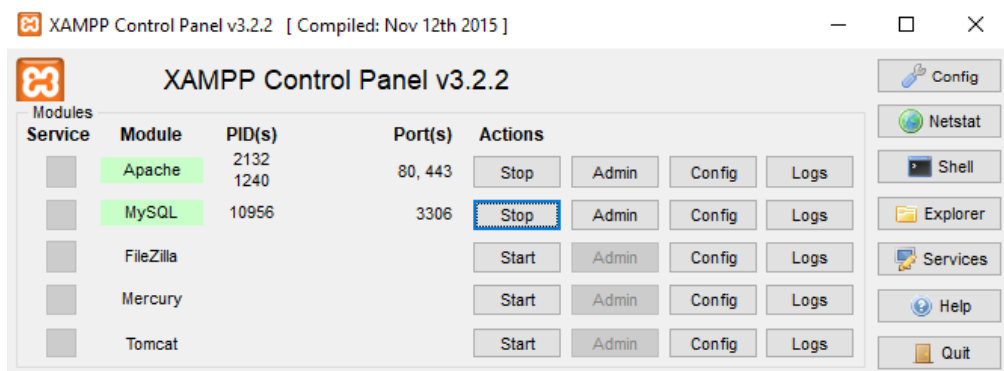 XAMPP Control Panel v3.2.2 [ Compiled: Nov 12th 2015 ]
XAMPP Control Panel v3.2.2
Config
Modules
Netstat
Service Module PID(s) Port(s) Actions
Apache 2132 1240 80, 443 Stop Admin Config Logs
Shell
MySQL 10956 3306 Stop Admin Config Logs
Explorer
FileZilla Start Admin Config Logs
Services
Mercury Start Admin Config Logs
Help
Tomcat Start Admin Config Logs
Quit